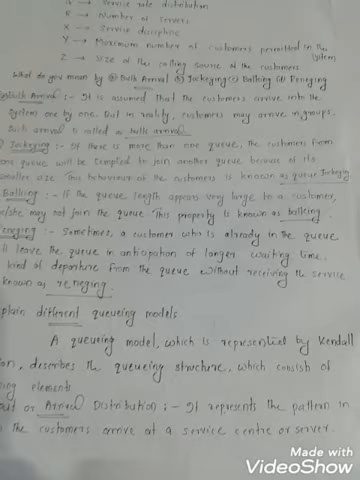 Q → Service rate distribution
R → Number of servers
X → Service discipline
Y → Maximum number of customers permitted in the
System
Z → Size of the calling source of the customers
What do you mean by @ Bulk Arrival Jockeying Balking Reneging
Arrival :- It is assumed that the customers arrive into the
System one by one. But in reality, customers may arrive in groups.
Such arrival is called as bulk arrival.
Jockeying :- If there is more than one queue, the customers from
one queue will be tempted to join another queue because of its
smaller size. This behaviour of the customers is known as queue
Balking :- If the queue length appears very large to a customer,
he/she may not join the queue. This property is known as balking.
Reneging :- Sometimes, a customer who is already in the queue
ll leave the queue in anticipation of longer waiting time.
kind of departure from the queue without receiving the service
known as reneging.
plain different queueing models
A queueing model, which is represented by Kendall
ion, describes the queueing structure, which consist of
ing elements
put or Arrival Distribution :- It represents the pattern in
the customers arrive at a service centre or server.
Made with
VideoShow